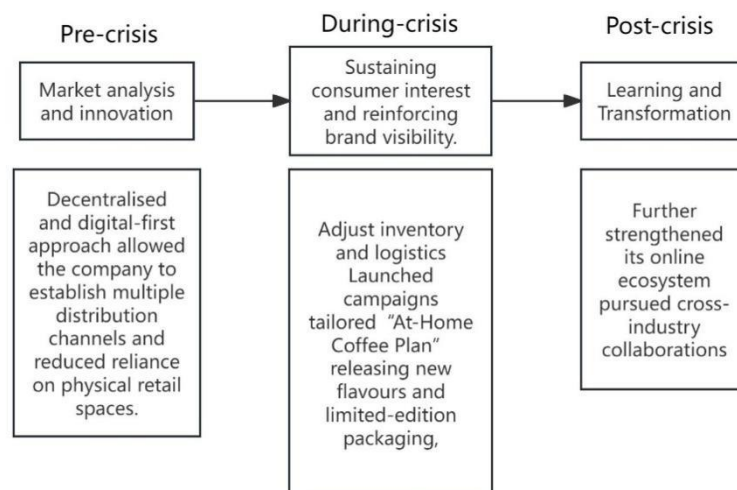 Pre-crisis
During-crisis
Post-crisis
Market analysis
and innovation
Sustaining
consumer interest
and reinforcing
brand visibility.
Learning and
Transformation
Decentralised
and digital-first
approach allowed
the company to
establish multiple
distribution
channels and
reduced reliance
on physical retail
spaces.
Adjust inventory
and logistics
Launched
campaigns
tailored “At-Home
Coffee Plan”
releasing new
flavours and
limited-edition
packaging,
Further
strengthened
its online
ecosystem
pursued cross-
industry
collaborations